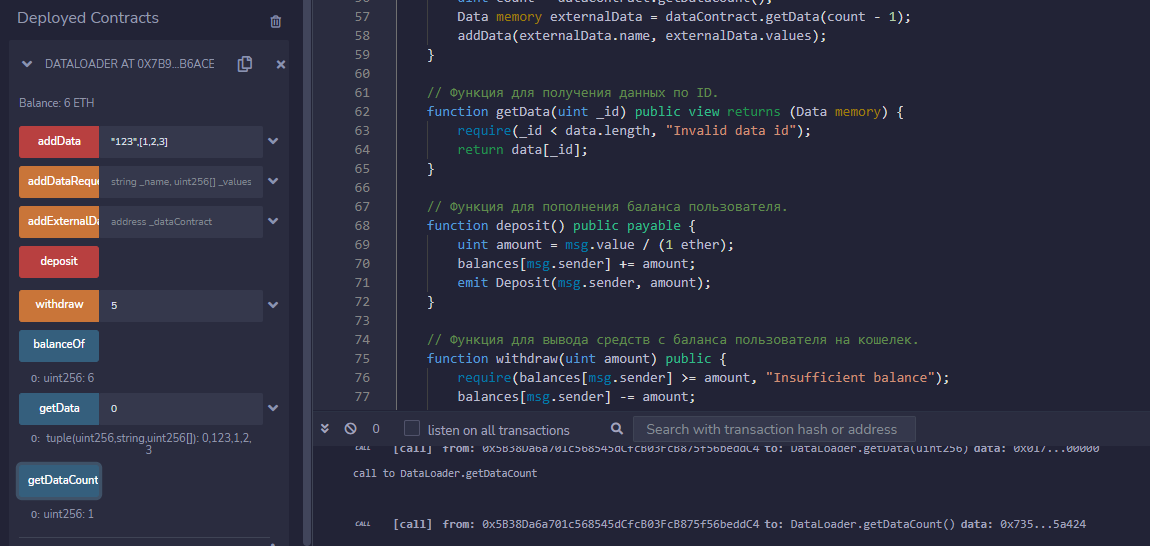 Deployed Contracts
DATALOADER AT 0X7B9...B6ACE
Balance: 6 ETH
addData "123",[1,2,3]
addDataReque string _name, uint256[] _values
addExternalDa address _dataContract
deposit
withdraw 5
balanceOf
0: uint256: 6
getData 0
0: tuple(uint256,string,uint256[]): 0,123,1,2,
3
getDataCount
0: uint256: 1
57 Data memory externalData = dataContract.getData(count - 1);
58 addData(externalData.name, externalData.values);
59 }
60
61 // Функция для получения данных по ID.
62 function getData(uint _id) public view returns (Data memory) {
63 require(_id < data.length, "Invalid data id");
64 return data[_id];
65 }
66
67 // Функция для пополнения баланса пользователя.
68 function deposit() public payable {
69 uint amount = msg.value / (1 ether);
70 balances[msg.sender] += amount;
71 emit Deposit(msg.sender, amount);
72 }
73
74 // Функция для вывода средств с баланса пользователя на кошелек.
75 function withdraw(uint amount) public {
76 require(balances[msg.sender] >= amount, "Insufficient balance");
77 balances[msg.sender] -= amount;
0 listen on all transactions Search with transaction hash or address
CALL [call] from: 0x5B38Da6a701c568545dCfcB03FcB875f56beddC4 to: DataLoader.getData(uint256) data: 0x017...00000
call to DataLoader.getDataCount
CALL [call] from: 0x5B38Da6a701c568545dCfcB03FcB875f56beddC4 to: DataLoader.getDataCount() data: 0x735...5a424